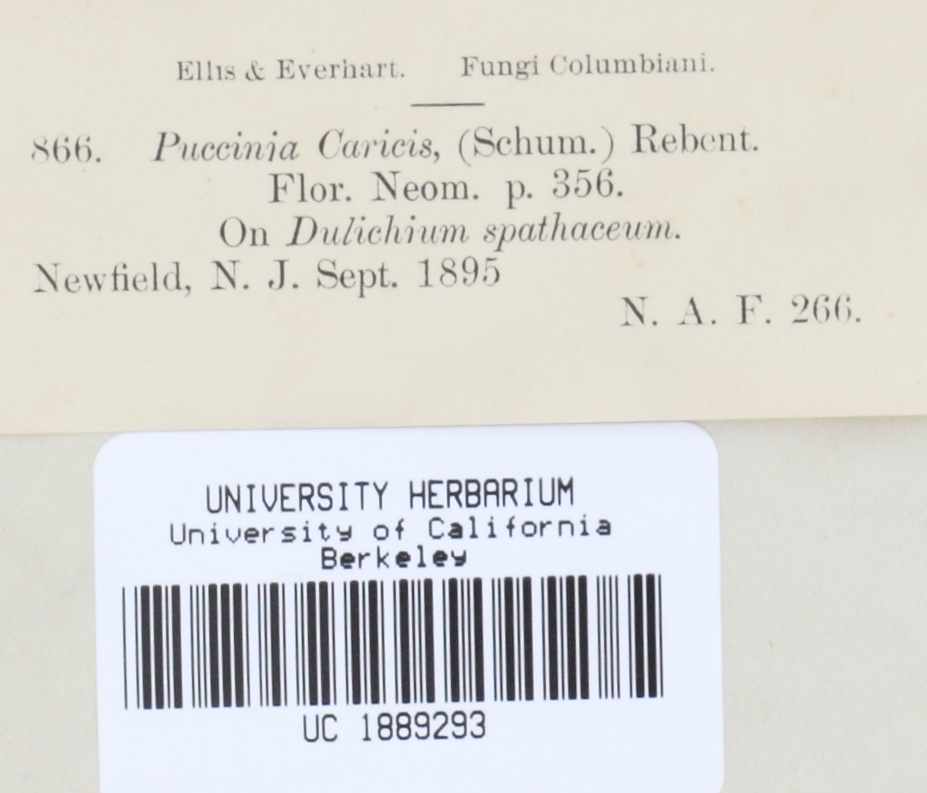 Ellis & Everhart. Fungi Columbiani.
866. Puccinia Caricis, (Schum.) Rebent.
Flor. Neom. p. 356.
On Dulichium spathaceum.
Newfield, N. J. Sept. 1895
N. A. F. 266.
UNIVERSITY HERBARIUM
University of California
Berkeley
UC 1889293